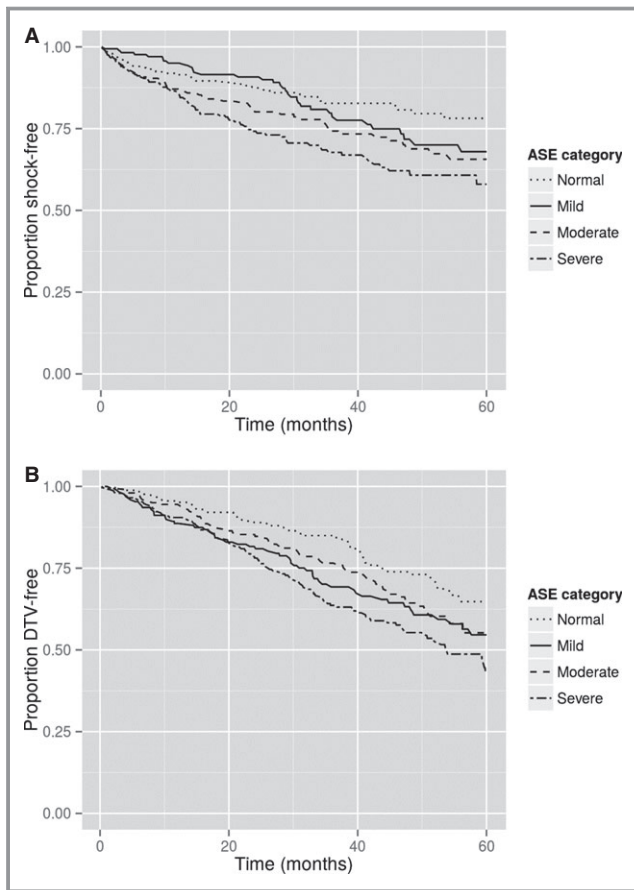 A
Proportion shock-free
1.00
0.75
0.50
0.25
0.00
0
20
40
60
Time (months)
ASE category
Normal
Mild
Moderate
Severe
B
Proportion DTV-free
1.00
0.75
0.50
0.25
0.00
0
20
40
60
Time (months)
ASE category
Normal
Mild
Moderate
Severe